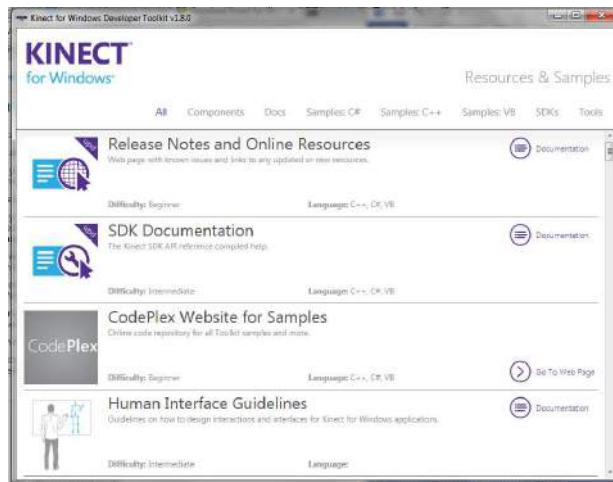 Kinect for Windows Developer Toolkit v1.8.0
KINECT
for Windows
Resources & Samples
All Components Docs Samples: C# Samples: C++ Samples: VB SDKs Tools
Release Notes and Online Resources
Web page with known issues and links to any updated or new resources.
Documentation
Difficulty: Beginner Language: C++, C#, VB
SDK Documentation
The Kinect SDK API reference compiled help.
Documentation
Difficulty: Intermediate Language: C++, C#, VB
CodePlex
CodePlex Website for Samples
Online code repository for all Toolkit samples and more.
Difficulty: Beginner Language: C++, C#, VB
Go To Web Page
Human Interface Guidelines
Guidelines on how to design interactions and interfaces for Kinect for Windows applications.
Documentation
Difficulty: Intermediate Language: